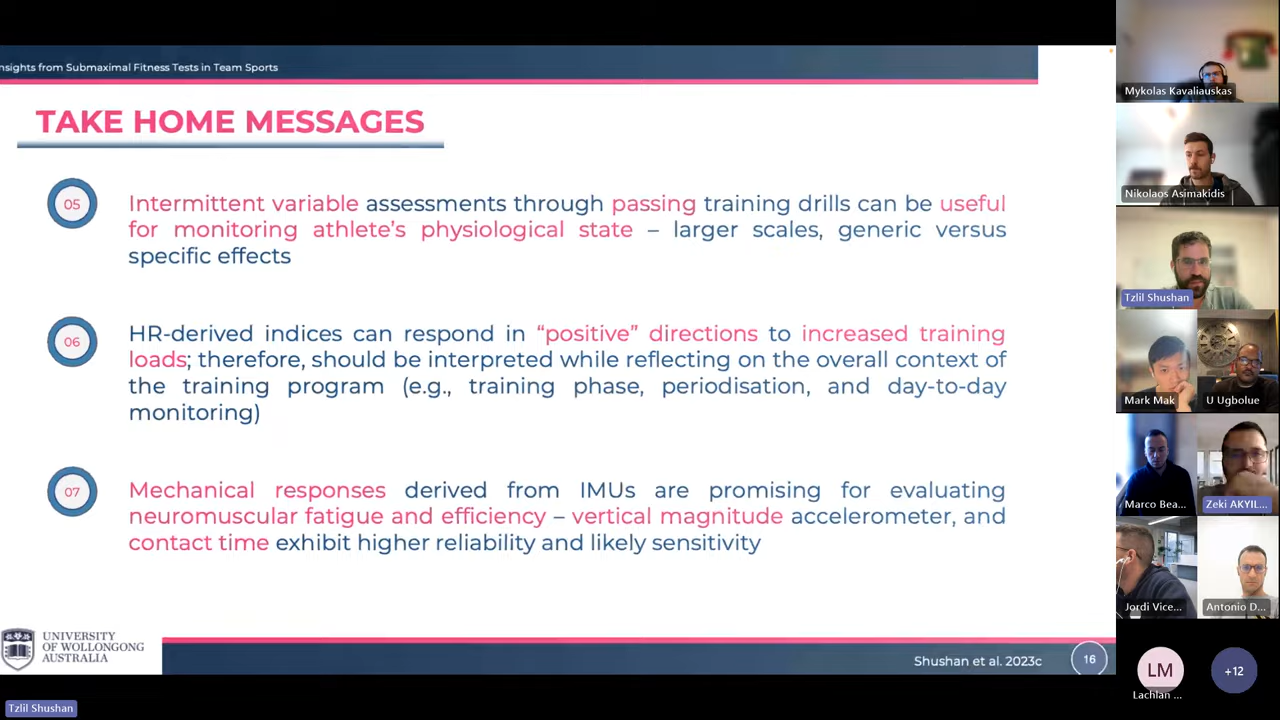 nsights from Submaximal Fitness Tests in Team Sports
TAKE HOME MESSAGES
05
Intermittent variable assessments through passing training drills can be useful
for monitoring athlete's physiological state – larger scales, generic versus
specific effects
06
HR-derived indices can respond in “positive” directions to increased training
loads; therefore, should be interpreted while reflecting on the overall context of
the training program (e.g., training phase, periodisation, and day-to-day
monitoring)
07
Mechanical responses derived from IMUs are promising for evaluating
neuromuscular fatigue and efficiency – vertical magnitude accelerometer, and
contact time exhibit higher reliability and likely sensitivity
UNIVERSITY
OF WOLLONGONG
AUSTRALIA
Shushan et al. 2023c
16
Tzlil Shushan
Mykolas Kavaliauskas
Nikolaos Asimakidis
Tzlil Shushan
Mark Mak
U Ugbolue
Marco Bea...
Zeki AKYIL...
Jordi Vice...
Antonio D...
LM
Lachlan ...
+12